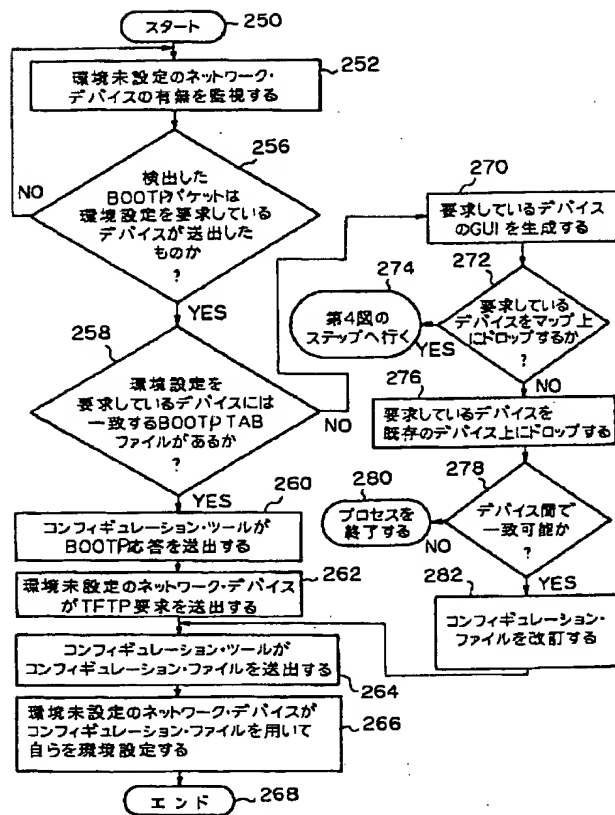 スタート
250
環境未設定のネットワーク・
デバイスの有無を監視する
252
256
検出した
BOOTPパケットは
環境設定を要求している
デバイスが送出した
ものか
?
NO
YES
258
環境設定を
要求しているデバイスには
一致するBOOTPTAB
ファイルがあるか
?
NO
YES
260
コンフィギュレーション・ツールが
BOOTP応答を送出する
262
環境未設定のネットワーク・デバイス
がTFTP要求を送出する
コンフィギュレーション・ツールが
コンフィギュレーション・ファイルを送出する
264
環境未設定のネットワーク・デバイスが
コンフィギュレーション・ファイルを用いて
自らを環境設定する
266
エンド
268
270
要求しているデバイス
のGUIを生成する
272
要求している
デバイスをマップ上
にドロップするか
?
YES
NO
274
第4図の
ステップへ行く
276
要求しているデバイスを
既存のデバイス上にドロップする
278
デバイス間で
一致可能か
?
NO
YES
280
プロセスを
終了する
282
コンフィギュレーション・
ファイルを改訂する